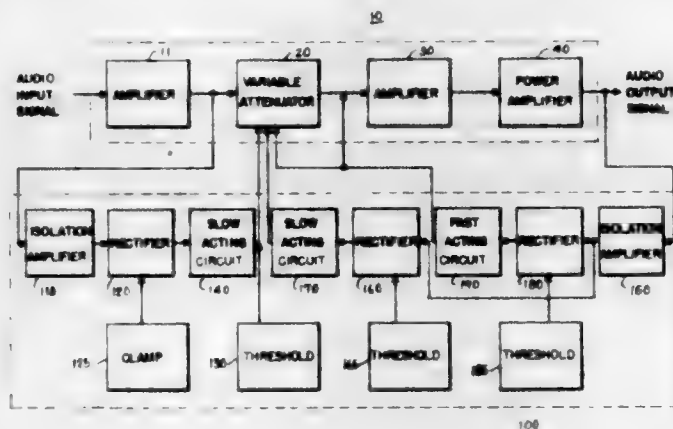 10
11
20
30
40
AUDIO
INPUT
SIGNAL
AMPLIFIER
VARIABLE
ATTENUATOR
AMPLIFIER
POWER
AMPLIFIER
AUDIO
OUTPUT
SIGNAL
ISOLATION
AMPLIFIER
RECTIFIER
SLOW
ACTING
CIRCUIT
SLOW
ACTING
CIRCUIT
RECTIFIER
FAST
ACTING
CIRCUIT
RECTIFIER
ISOLATION
AMPLIFIER
110
120
140
170
160
190
180
150
CLAMP
THRESHOLD
THRESHOLD
THRESHOLD
125
130
165
185
100